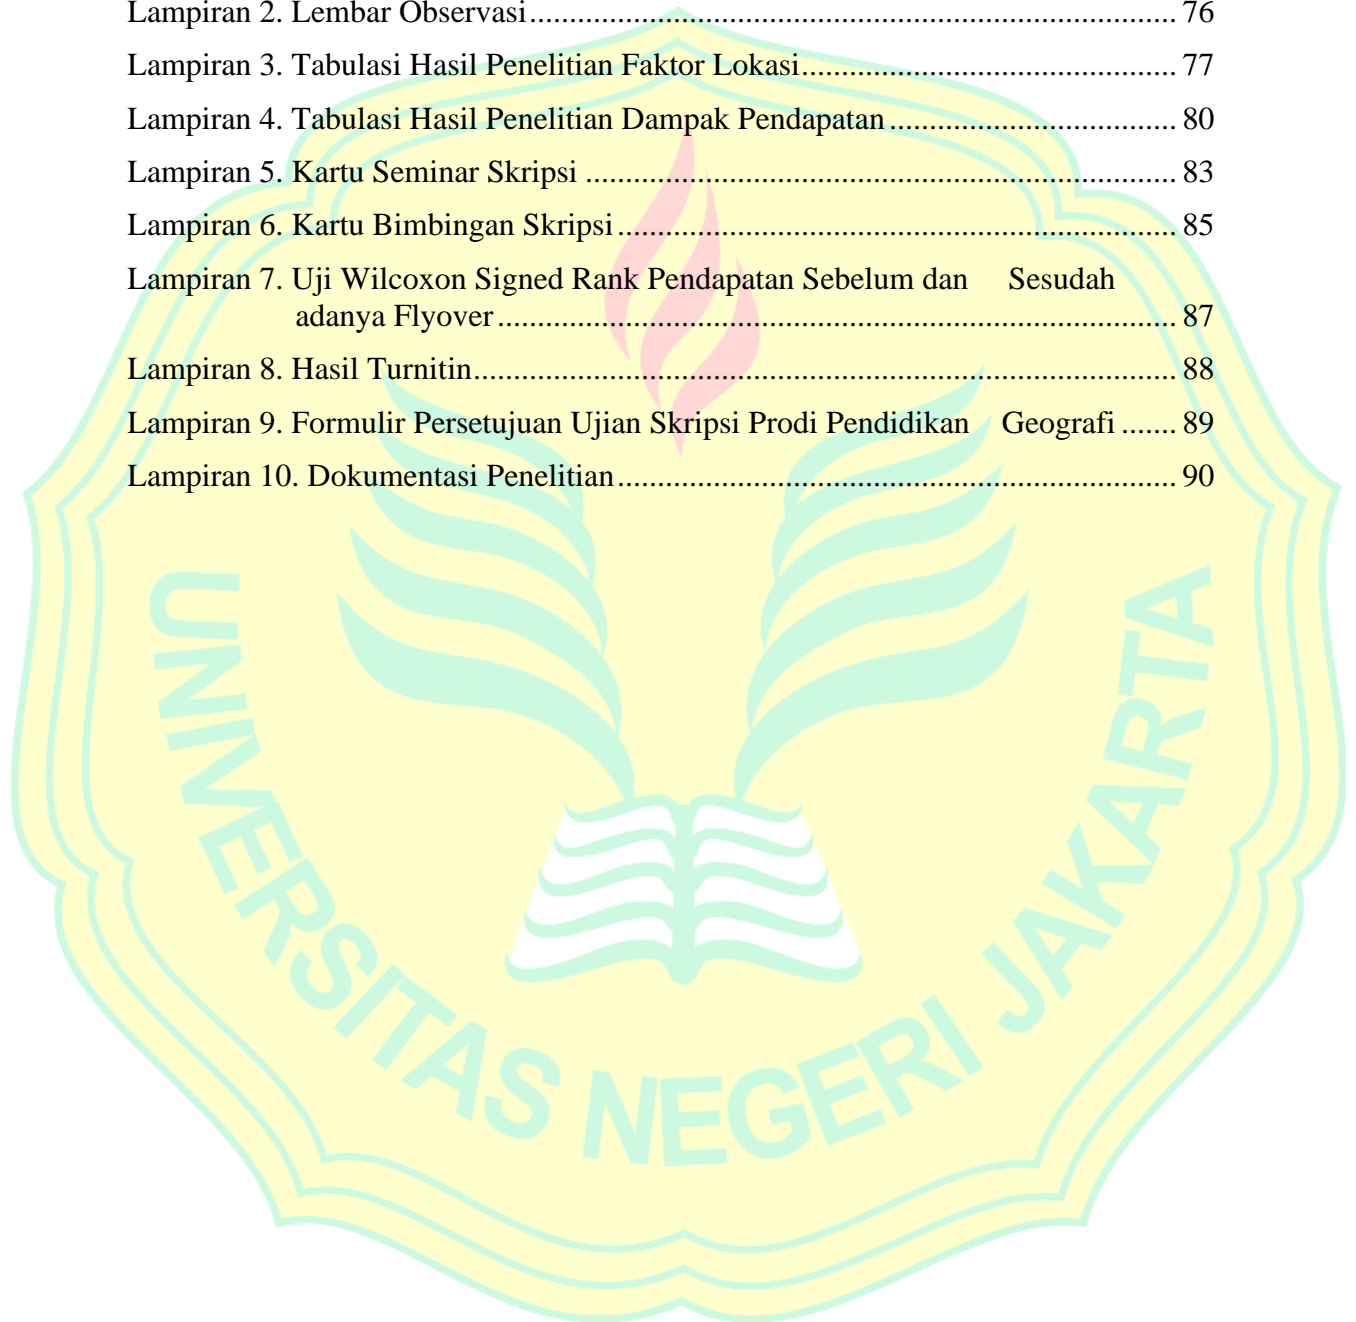 Lampiran 2. Lembar Observasi........................................................................... 76
Lampiran 3. Tabulasi Hasil Penelitian Faktor Lokasi............................................... 77
Lampiran 4. Tabulasi Hasil Penelitian Dampak Pendapatan.................................... 80
Lampiran 5. Kartu Seminar Skripsi .......................................................................... 83
Lampiran 6. Kartu Bimbingan Skripsi...................................................................... 85
Lampiran 7. Uji Wilcoxon Signed Rank Pendapatan Sebelum dan Sesudah
adanya Flyover..................................................................................... 87
Lampiran 8. Hasil Turnitin........................................................................................ 88
Lampiran 9. Formulir Persetujuan Ujian Skripsi Prodi Pendidikan Geografi ....... 89
Lampiran 10. Dokumentasi Penelitian...................................................................... 90
UNIVERSITAS NEGERI JAKARTA